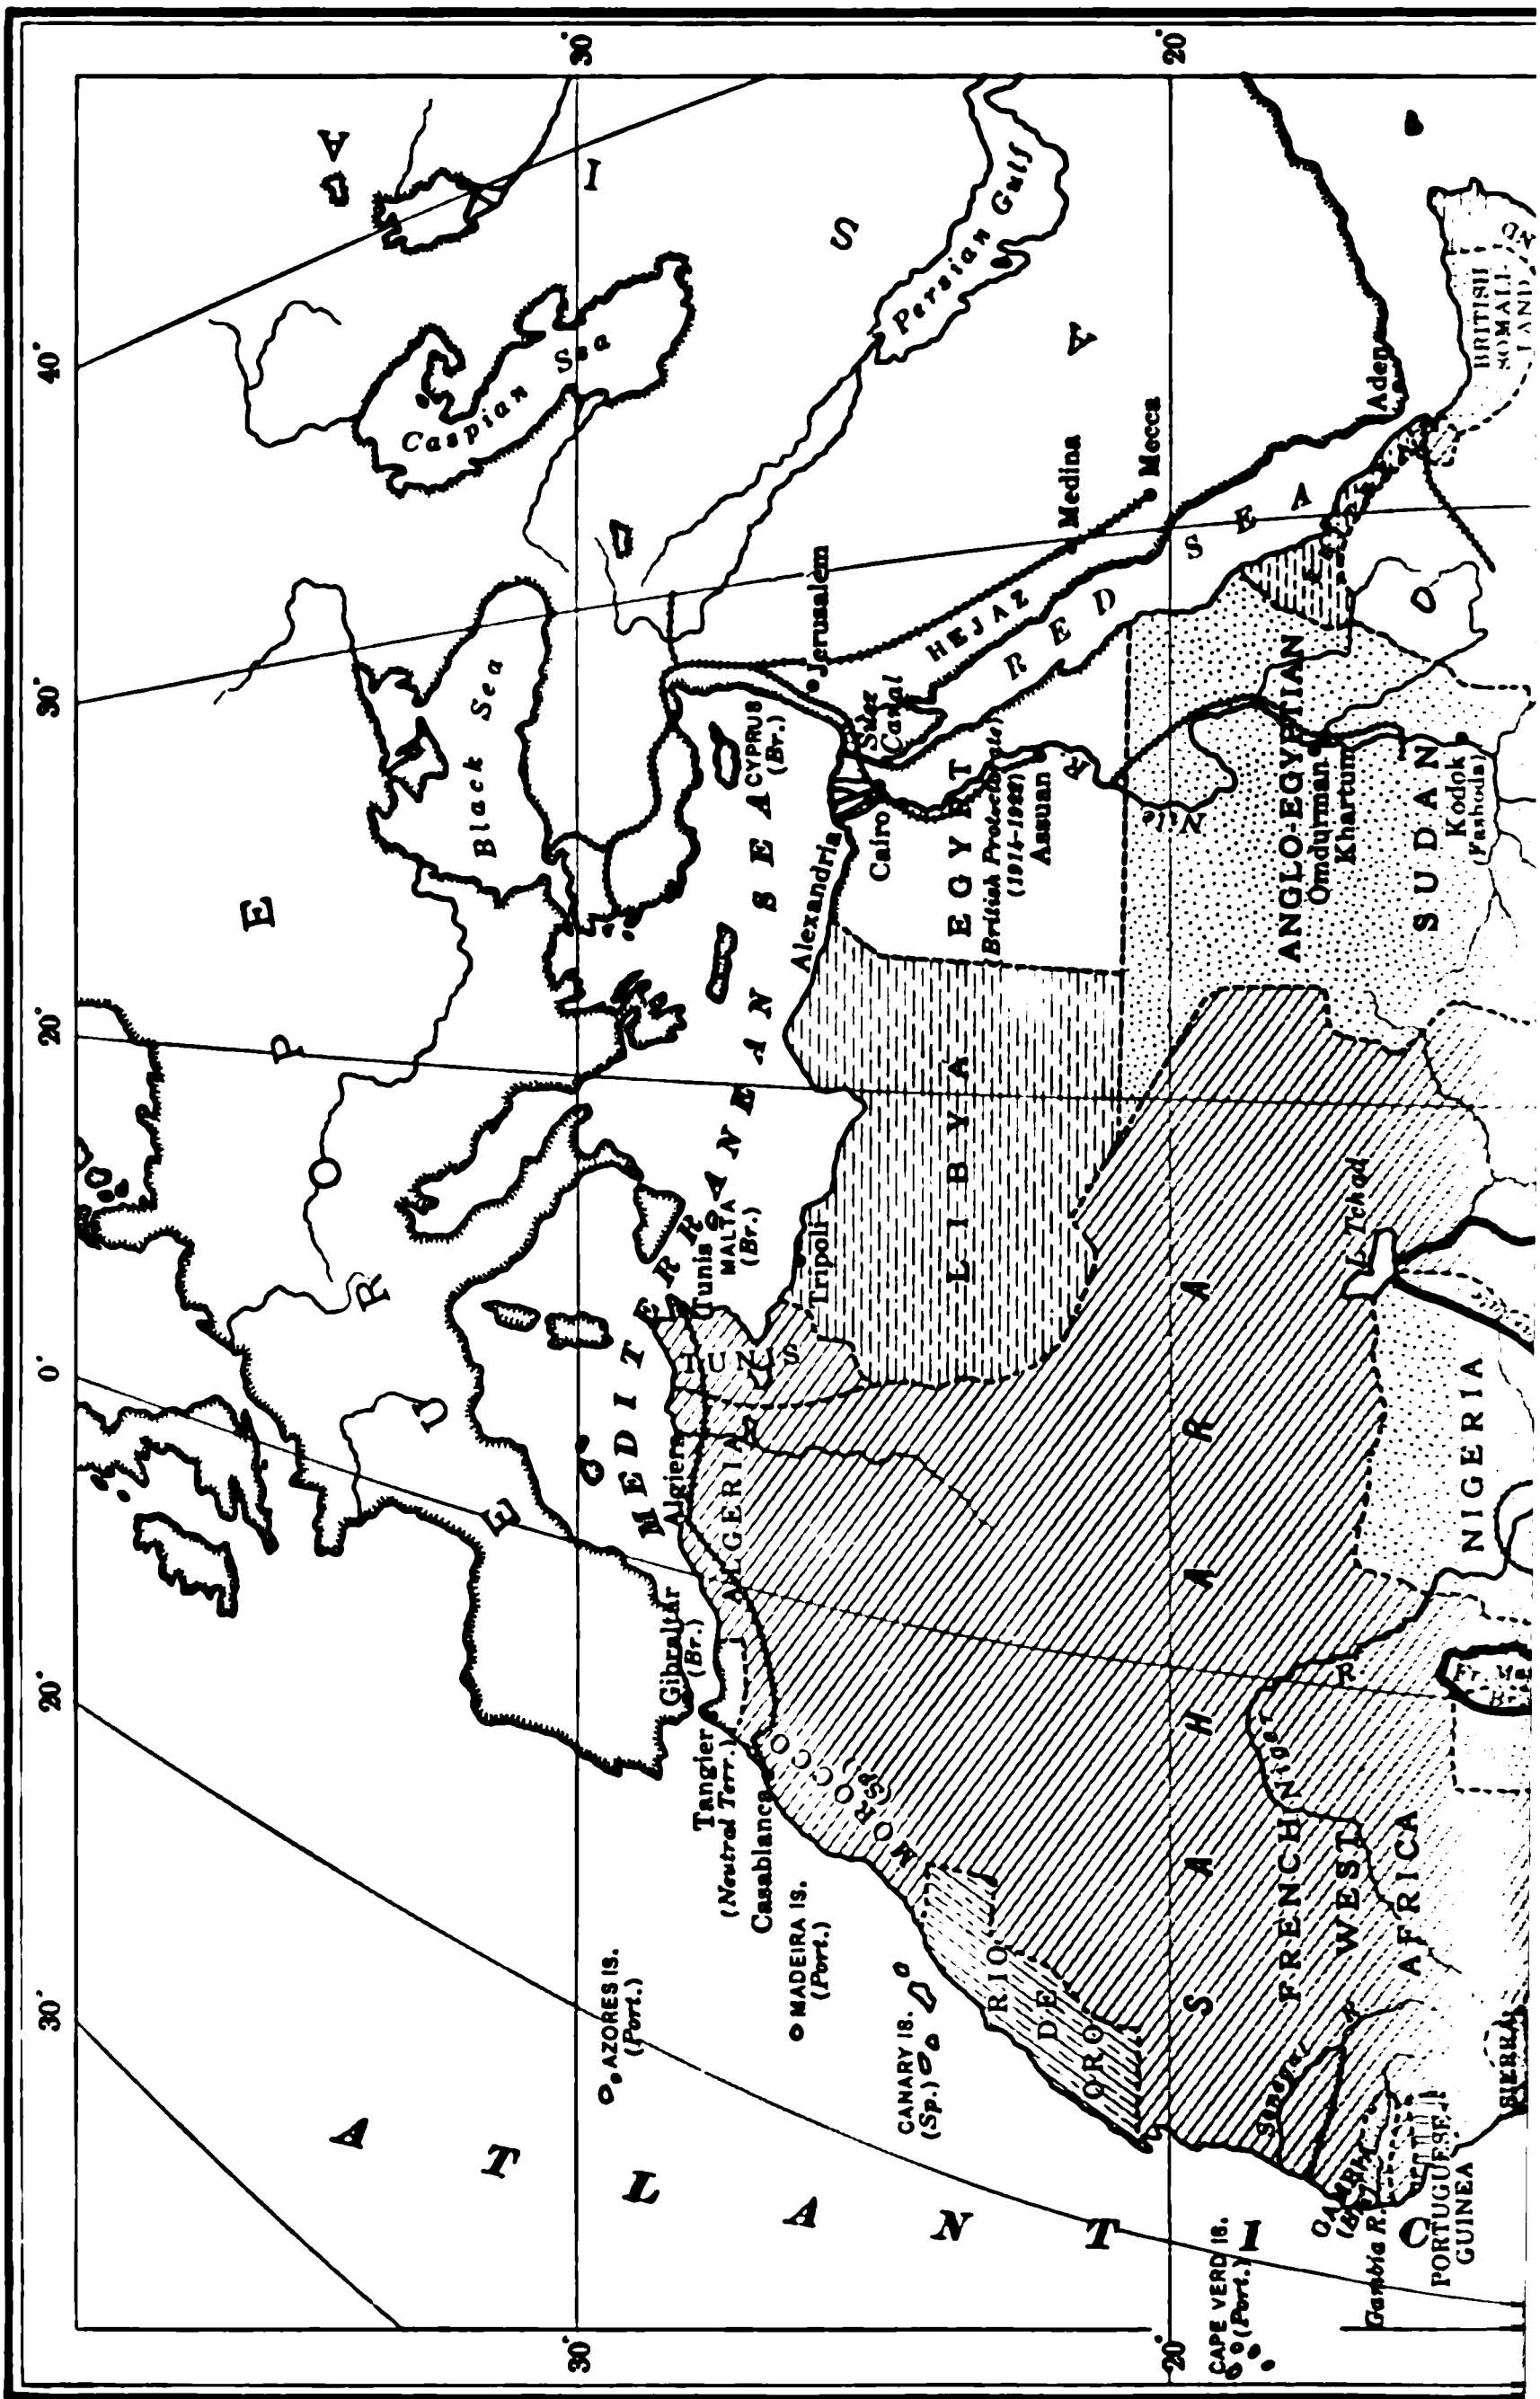 30°
20°
0°
20°
30°
40°
30°
20°
30°
20°
ATLANTIC
EUROPE
ASIA
Caspian
Sea
Black Sea
Persian Gulf
MEDITERRANEAN SEA
AZORES IS.
(Port.)
MADEIRA IS.
(Port.)
CANARY IS.
(Sp.)
CAPE VERD IS.
(Port.)
Gibraltar
(Br.)
Tangier
(Neutral Terr.)
Casablanca
MOROCCO
Algiers
ALGERIA
Tunis
TUNIS
MALTA
(Br.)
Tripoli
LIBYA
CYPRUS
(Br.)
Jerusalem
Alexandria
Cairo
Suez
Canal
EGYPT
(British Protectorate)
(1914-1922)
Assuan
Nile
R.
HEJAZ
Medina
Mecca
RED SEA
Aden
BRITISH
SOMALI-
LAND
ANGLO-EGYPTIAN
SUDAN
Omdurman
Khartum
Kodok
(Fashoda)
RIO
DE
ORO
SAHARA
FRENCH
WEST
AFRICA
Niger
R.
L. Tchad
NIGERIA
Senegal
GAMBIA
Gambia R.
PORTUGUESE
GUINEA
SIERRA